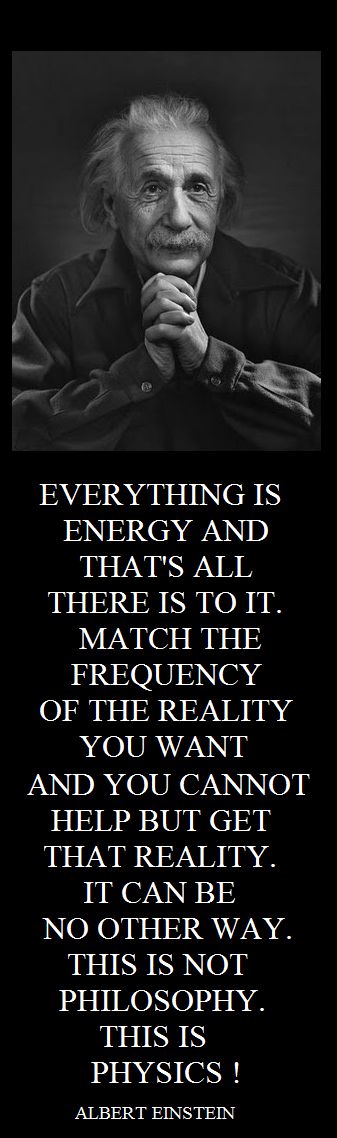 EVERYTHING IS
ENERGY AND
THAT'S ALL
THERE IS TO IT.
MATCH THE
FREQUENCY
OF THE REALITY
YOU WANT
AND YOU CANNOT
HELP BUT GET
THAT REALITY.
IT CAN BE
NO OTHER WAY.
THIS IS NOT
PHILOSOPHY.
THIS IS
PHYSICS !
ALBERT EINSTEIN